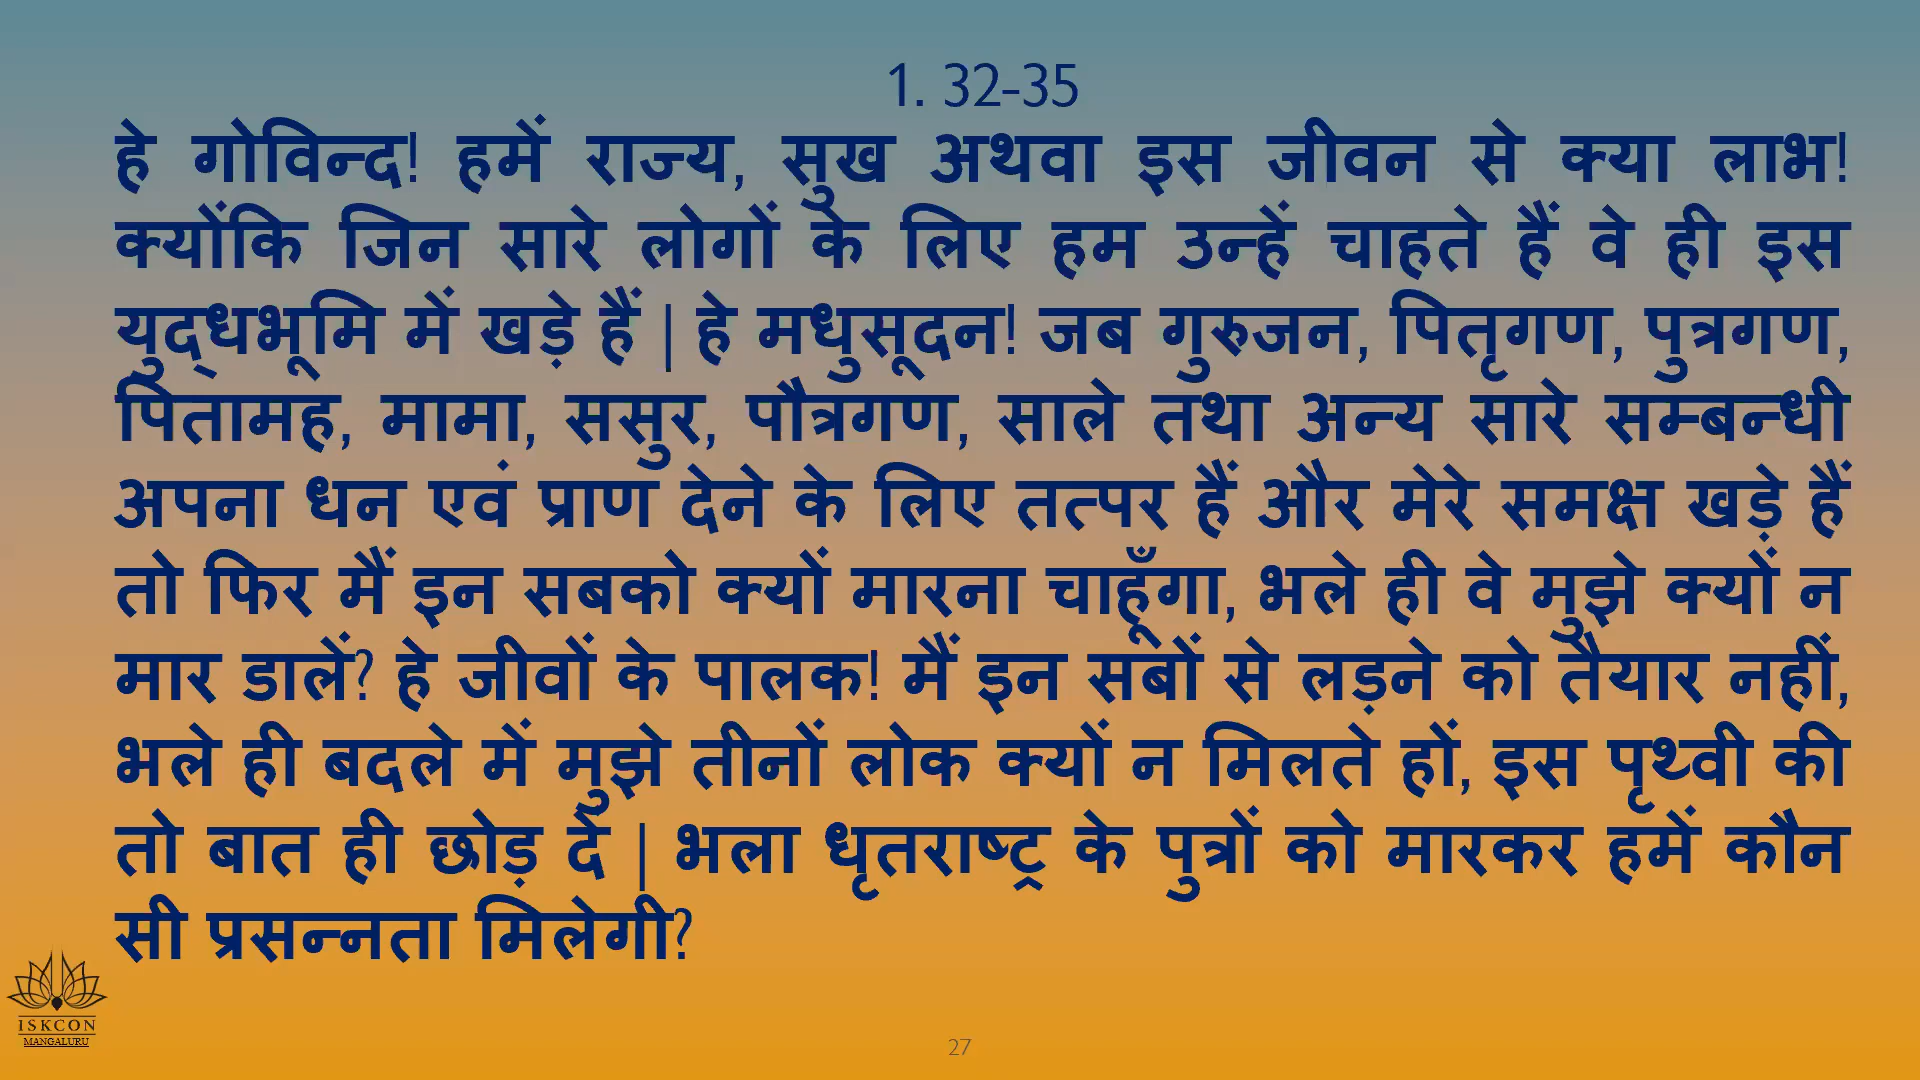 1. 32-35
हे गोविन्द! हमें राज्य, सुख अथवा इस जीवन से क्या लाभ!
क्योंकि जिन सारे लोगों के लिए हम उन्हें चाहते हैं वे ही इस
युद्धभूमि में खड़े हैं | हे मधुसूदन! जब गुरुजन, पितृगण, पुत्रगण,
पितामह, मामा, ससुर, पौत्रगण, साले तथा अन्य सारे सम्बन्धी
अपना धन एवं प्राण देने के लिए तत्पर हैं और मेरे समक्ष खड़े हैं
तो फिर मैं इन सबको क्यों मारना चाहूँगा, भले ही वे मुझे क्यों न
मार डालें? हे जीवों के पालक! मैं इन सबों से लड़ने को तैयार नहीं,
भले ही बदले में मुझे तीनों लोक क्यों न मिलते हों, इस पृथ्वी की
तो बात ही छोड़ दें | भला धृतराष्ट्र के पुत्रों को मारकर हमें कौन
सी प्रसन्नता मिलेगी?
ISKCON
MANGALURU
27